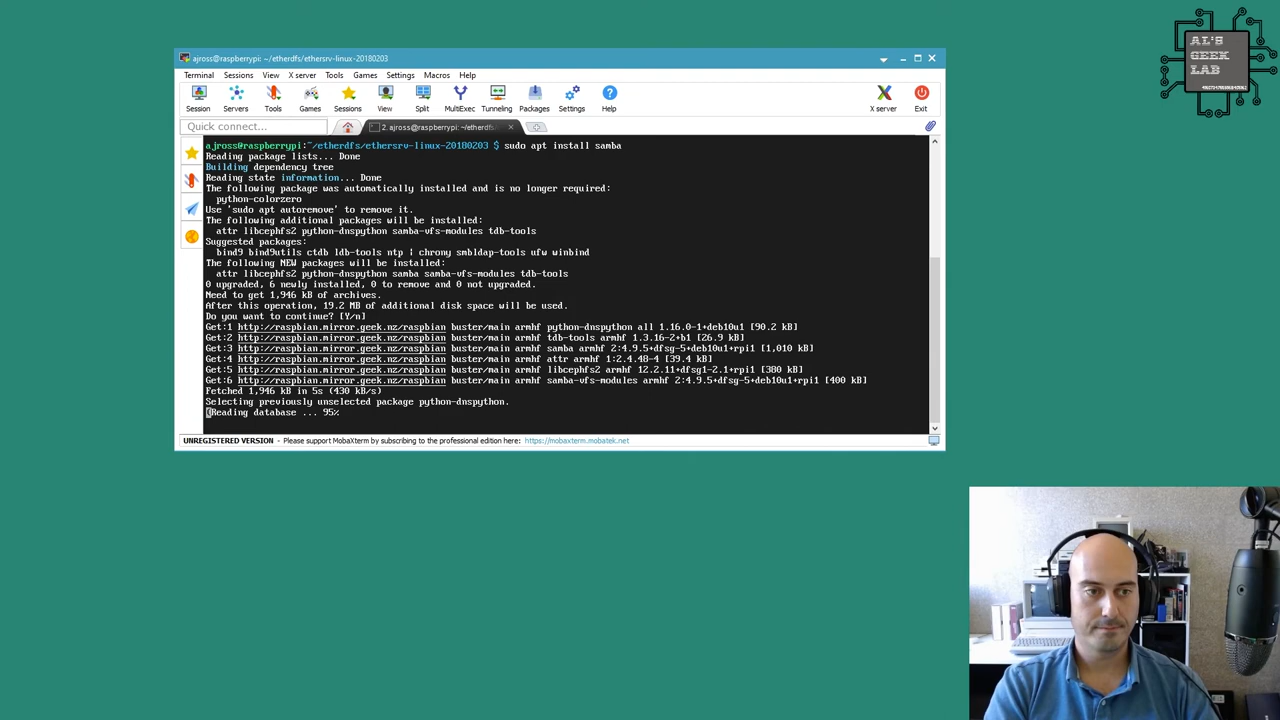 AL'S
GEEK
LAB
ajross@raspberrypi: ~/etherdfs/ethersrv-linux-20180203
Terminal Sessions View X server Tools Games Settings Macros Help
Session Servers Tools Games Sessions View Split MultiExec Tunneling Packages Settings Help X server Exit
Quick connect...
2. ajross@raspberrypi: ~/etherdfs
ajross@raspberrypi:~/etherdfs/ethersrv-linux-20180203 $ sudo apt install samba
Reading package lists... Done
Building dependency tree
Reading state information... Done
The following package was automatically installed and is no longer required:
python-colorzero
Use 'sudo apt autoremove' to remove it.
The following additional packages will be installed:
attr libcephfs2 python-dnspython samba-vfs-modules tdb-tools
Suggested packages:
bind9 bind9utils ctdb ldb-tools ntp | chrony smbldap-tools ufw winbind
The following NEW packages will be installed:
attr libcephfs2 python-dnspython samba samba-vfs-modules tdb-tools
0 upgraded, 6 newly installed, 0 to remove and 0 not upgraded.
Need to get 1,946 kB of archives.
After this operation, 19.2 MB of additional disk space will be used.
Do you want to continue? [Y/n]
Get:1 http://raspbian.mirror.geek.nz/raspbian buster/main armhf python-dnspython all 1.16.0-1+deb10u1 [90.2 kB]
Get:2 http://raspbian.mirror.geek.nz/raspbian buster/main armhf tdb-tools armhf 1.3.16-2+b1 [26.9 kB]
Get:3 http://raspbian.mirror.geek.nz/raspbian buster/main armhf samba armhf 2:4.9.5+dfsg-5+deb10u1+rpi1 [1,010 kB]
Get:4 http://raspbian.mirror.geek.nz/raspbian buster/main armhf attr armhf 1:2.4.48-4 [39.4 kB]
Get:5 http://raspbian.mirror.geek.nz/raspbian buster/main armhf libcephfs2 armhf 12.2.11+dfsg1-2.1+rpi1 [380 kB]
Get:6 http://raspbian.mirror.geek.nz/raspbian buster/main armhf samba-vfs-modules armhf 2:4.9.5+dfsg-5+deb10u1+rpi1 [400 kB]
Fetched 1,946 kB in 5s (430 kB/s)
Selecting previously unselected package python-dnspython.
(Reading database ... 95%
UNREGISTERED VERSION - Please support MobaXterm by subscribing to the professional edition here: https://mobaxterm.mobatek.net